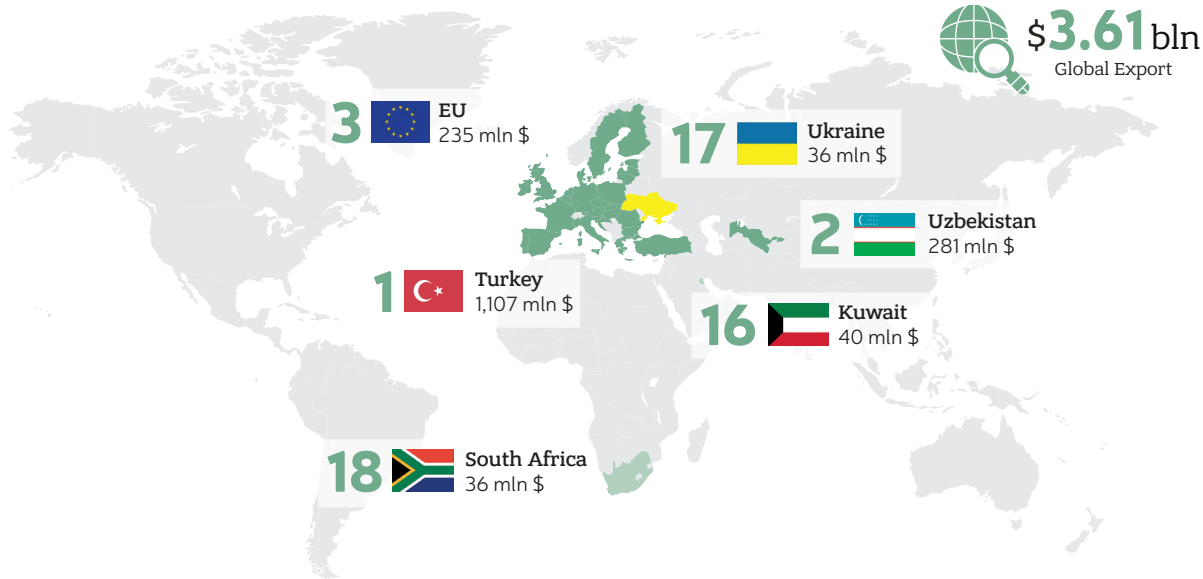 $3.61 bln
Global Export
3
EU
235 mln $
17
Ukraine
36 mln $
2
Uzbekistan
281 mln $
1
Turkey
1,107 mln $
16
Kuwait
40 mln $
18
South Africa
36 mln $